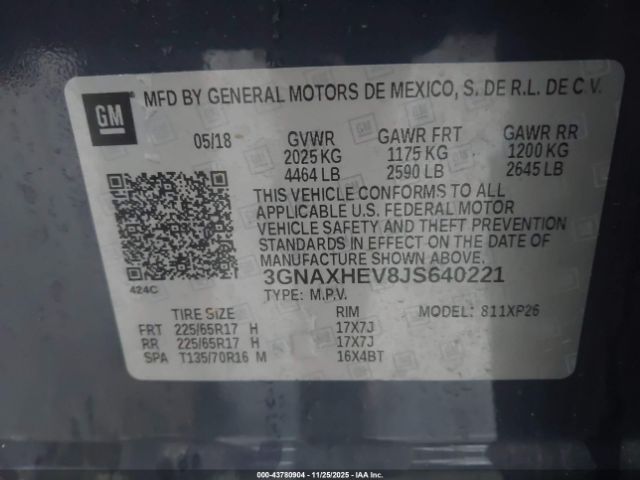 GM
MFD BY GENERAL MOTORS DE MEXICO, S. DE R.L. DE C.V.
05/18 GVWR GAWR FRT GAWR RR
2025 KG 1175 KG 1200 KG
4464 LB 2590 LB 2645 LB
THIS VEHICLE CONFORMS TO ALL
APPLICABLE U.S. FEDERAL MOTOR
VEHICLE SAFETY AND THEFT PREVENTION
STANDARDS IN EFFECT ON THE DATE OF
MANUFACTURE SHOWN ABOVE.
424C 3GNAXHEV8JS640221
TYPE: M.P.V. MODEL: 811XP26
TIRE SIZE RIM
FRT 225/65R17 H 17X7J
RR 225/65R17 H 17X7J
SPA T135/70R16 M 16X4BT
000-43780904 - 11/25/2025 - IAAI.COM